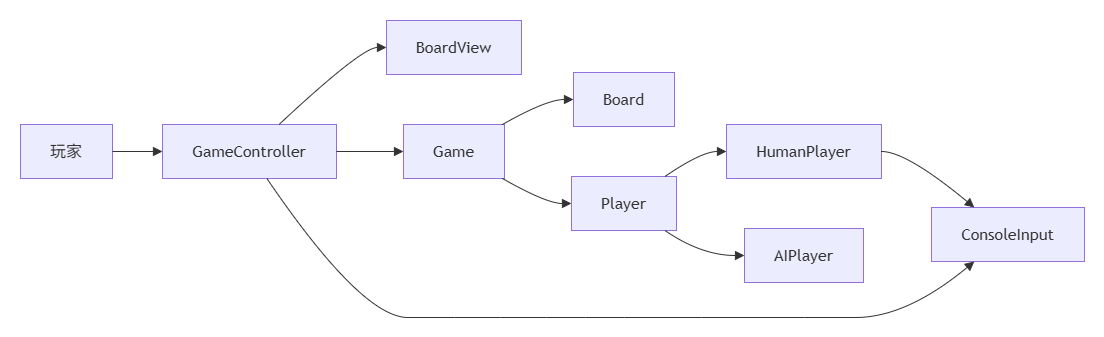 玩家
GameController
BoardView
Game
Board
Player
HumanPlayer
AIPlayer
ConsoleInput